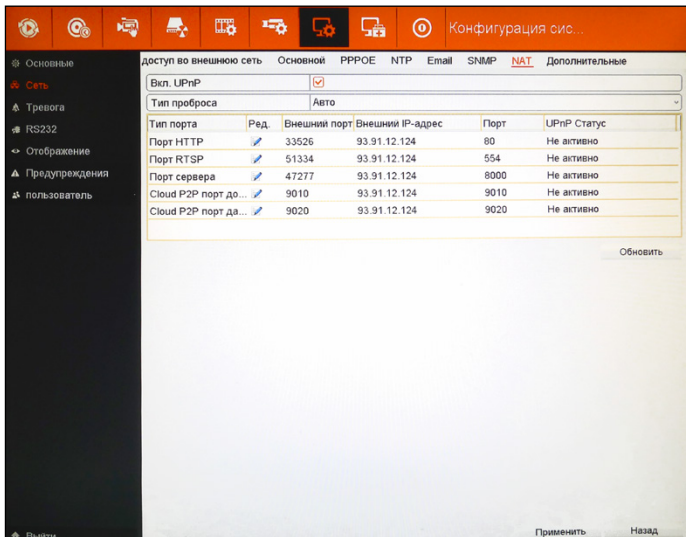 Конфигурация сис...
доступ во внешнюю сеть Основной PPPOE NTP Email SNMP NAT Дополнительные
Основные
Сеть
Тревога
RS232
Отображение
Предупреждения
пользователь
Вкл. UPnP
Тип проброса Авто
Тип порта Ред. Внешний порт Внешний IP-адрес Порт UPnP Статус
Порт HTTP 33526 93.91.12.124 80 Не активно
Порт RTSP 51334 93.91.12.124 554 Не активно
Порт сервера 47277 93.91.12.124 8000 Не активно
Cloud P2P порт до... 9010 93.91.12.124 9010 Не активно
Cloud P2P порт да... 9020 93.91.12.124 9020 Не активно
Обновить
Выйти
Применить Назад